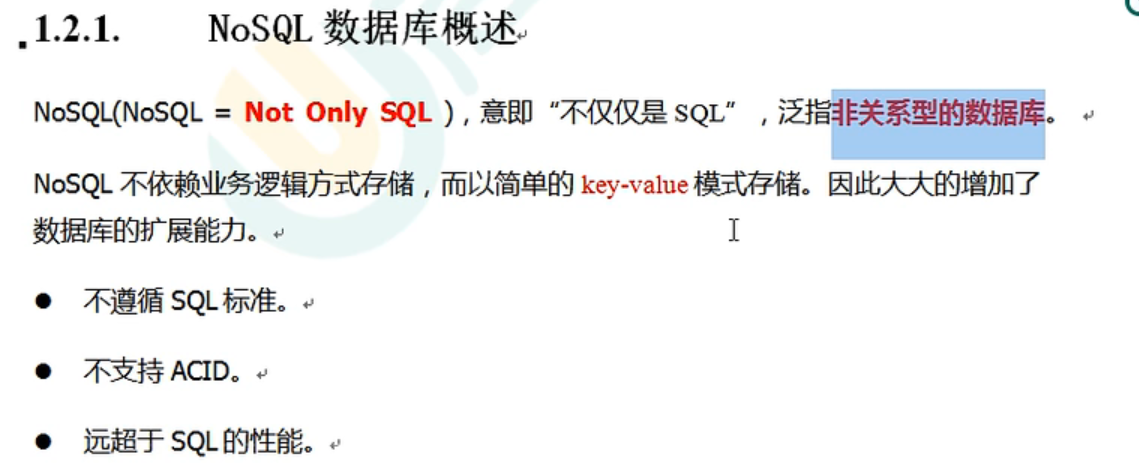 1.2.1. NoSQL 数据库概述
NoSQL(NoSQL = Not Only SQL )，意即“不仅仅是 SQL”，泛指非关系型的数据库。
NoSQL 不依赖业务逻辑方式存储，而以简单的 key-value 模式存储。因此大大的增加了
数据库的扩展能力。
● 不遵循 SQL 标准。
● 不支持 ACID。
● 远超于 SQL 的性能。